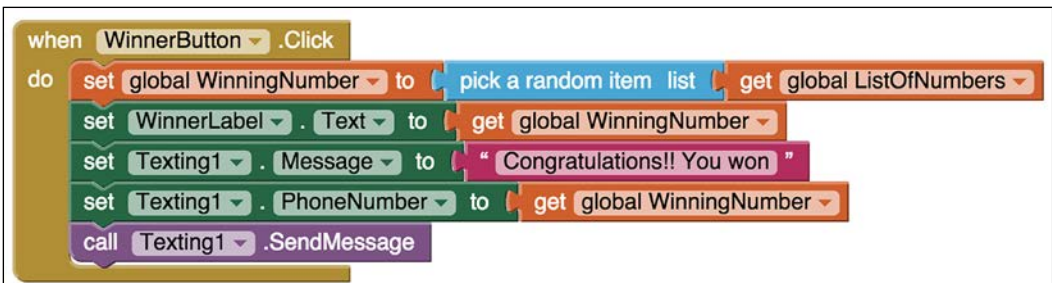 when WinnerButton .Click
do set global WinningNumber to pick a random item list get global ListOfNumbers
set WinnerLabel . Text to get global WinningNumber
set Texting1 . Message to " Congratulations!! You won "
set Texting1 . PhoneNumber to get global WinningNumber
call Texting1 .SendMessage